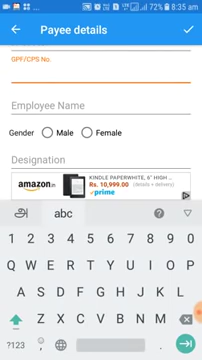 72% 8:35 am
Payee details
GPF/CPS No.
Employee Name
Gender Male Female
Designation
amazon.in
KINDLE PAPERWHITE, 6" HIGH ...
Rs. 10,999.00 (details + delivery)
prime
abc
1 2 3 4 5 6 7 8 9 0
Q W E R T Y U I O P
A S D F G H J K L
Z X C V B N M
?123 , .